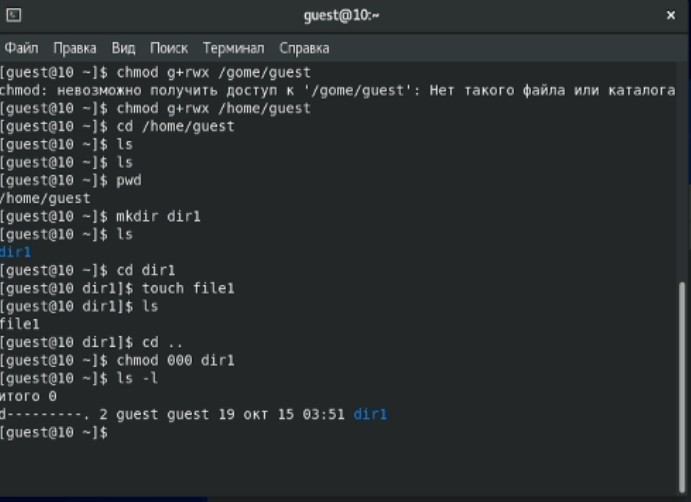 guest@10:~
Файл Правка Вид Поиск Терминал Справка
[guest@10 ~]$ chmod g+rwx /gome/guest
chmod: невозможно получить доступ к '/gome/guest': Нет такого файла или каталога
[guest@10 ~]$ chmod g+rwx /home/guest
[guest@10 ~]$ cd /home/guest
[guest@10 ~]$ ls
[guest@10 ~]$ ls
[guest@10 ~]$ pwd
/home/guest
[guest@10 ~]$ mkdir dir1
[guest@10 ~]$ ls
dir1
[guest@10 ~]$ cd dir1
[guest@10 dir1]$ touch file1
[guest@10 dir1]$ ls
file1
[guest@10 dir1]$ cd ..
[guest@10 ~]$ chmod 000 dir1
[guest@10 ~]$ ls -l
итого 0
d---------. 2 guest guest 19 окт 15 03:51 dir1
[guest@10 ~]$